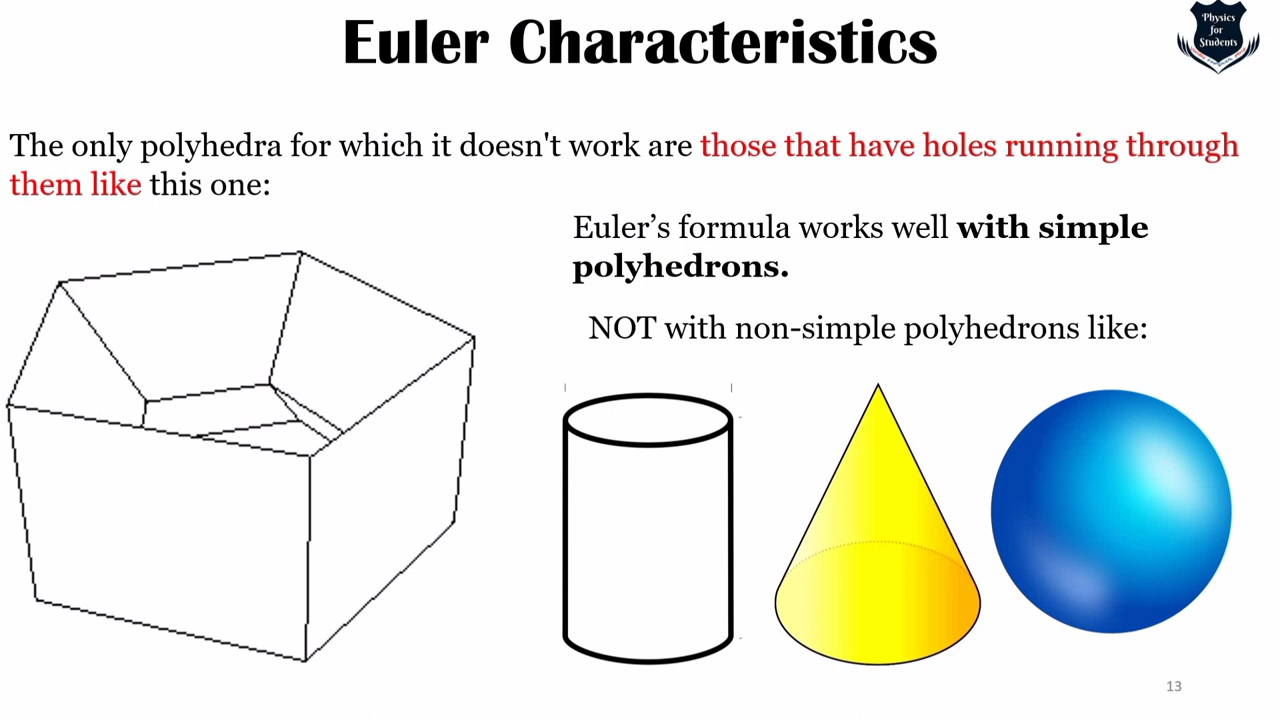 Euler Characteristics
Physics
for
Students
The only polyhedra for which it doesn't work are those that have holes running through
them like this one:
Euler’s formula works well with simple
polyhedrons.
NOT with non-simple polyhedrons like:
13